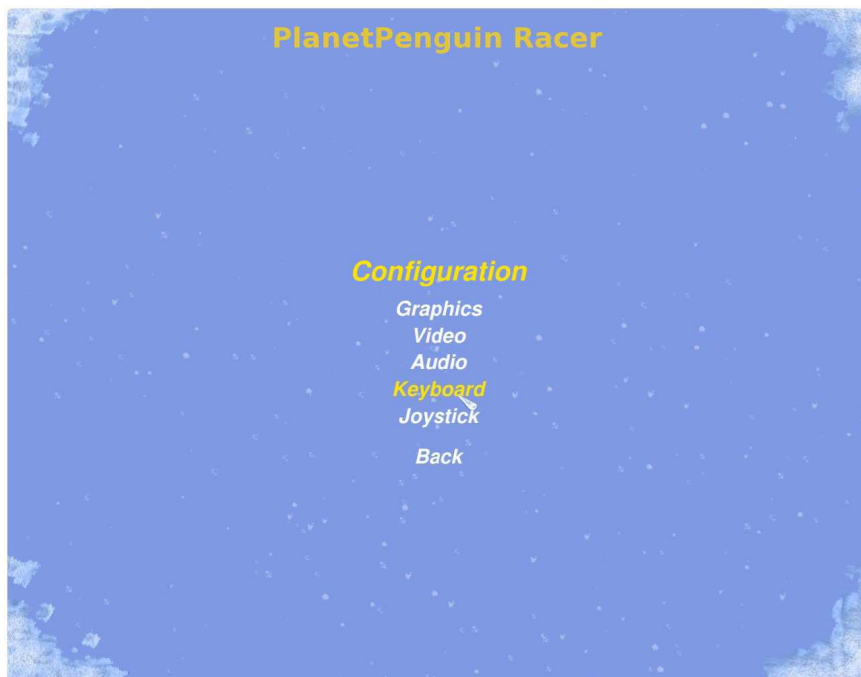 PlanetPenguin Racer
Configuration
Graphics
Video
Audio
Keyboard
Joystick
Back